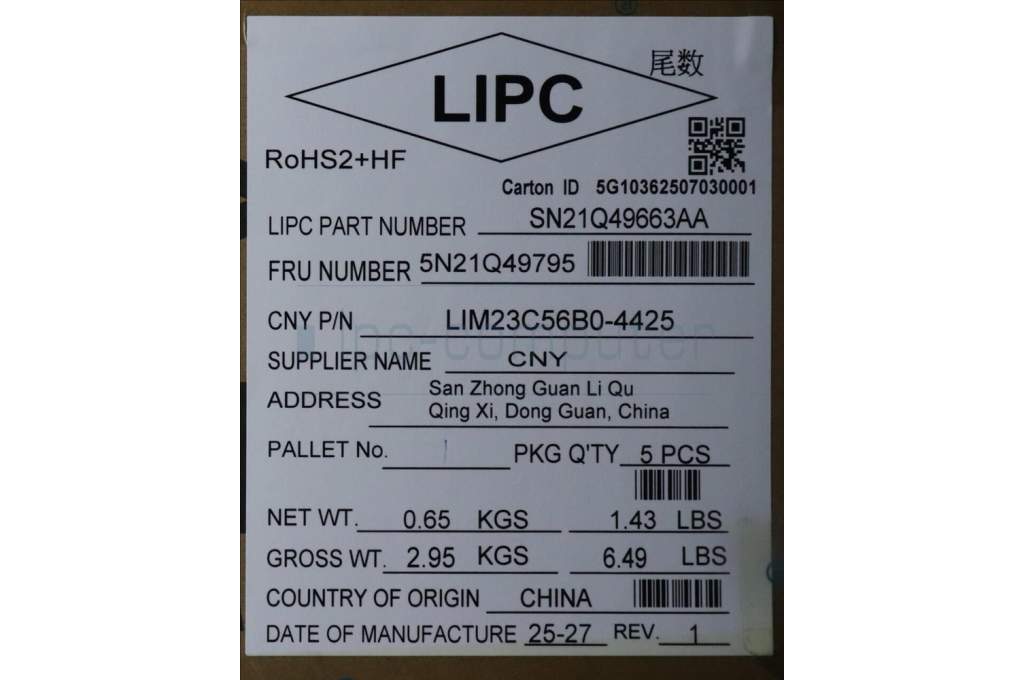 尾数
LIPC
RoHS2+HF
Carton ID 5G10362507030001
LIPC PART NUMBER SN21Q49663AA
FRU NUMBER 5N21Q49795
CNY P/N LIM23C56B0-4425
ipc-computer
SUPPLIER NAME CNY
ADDRESS San Zhong Guan Li Qu
Qing Xi, Dong Guan, China
PALLET No. 1 PKG Q'TY 5 PCS
NET WT. 0.65 KGS 1.43 LBS
GROSS WT. 2.95 KGS 6.49 LBS
COUNTRY OF ORIGIN CHINA
DATE OF MANUFACTURE 25-27 REV. 1